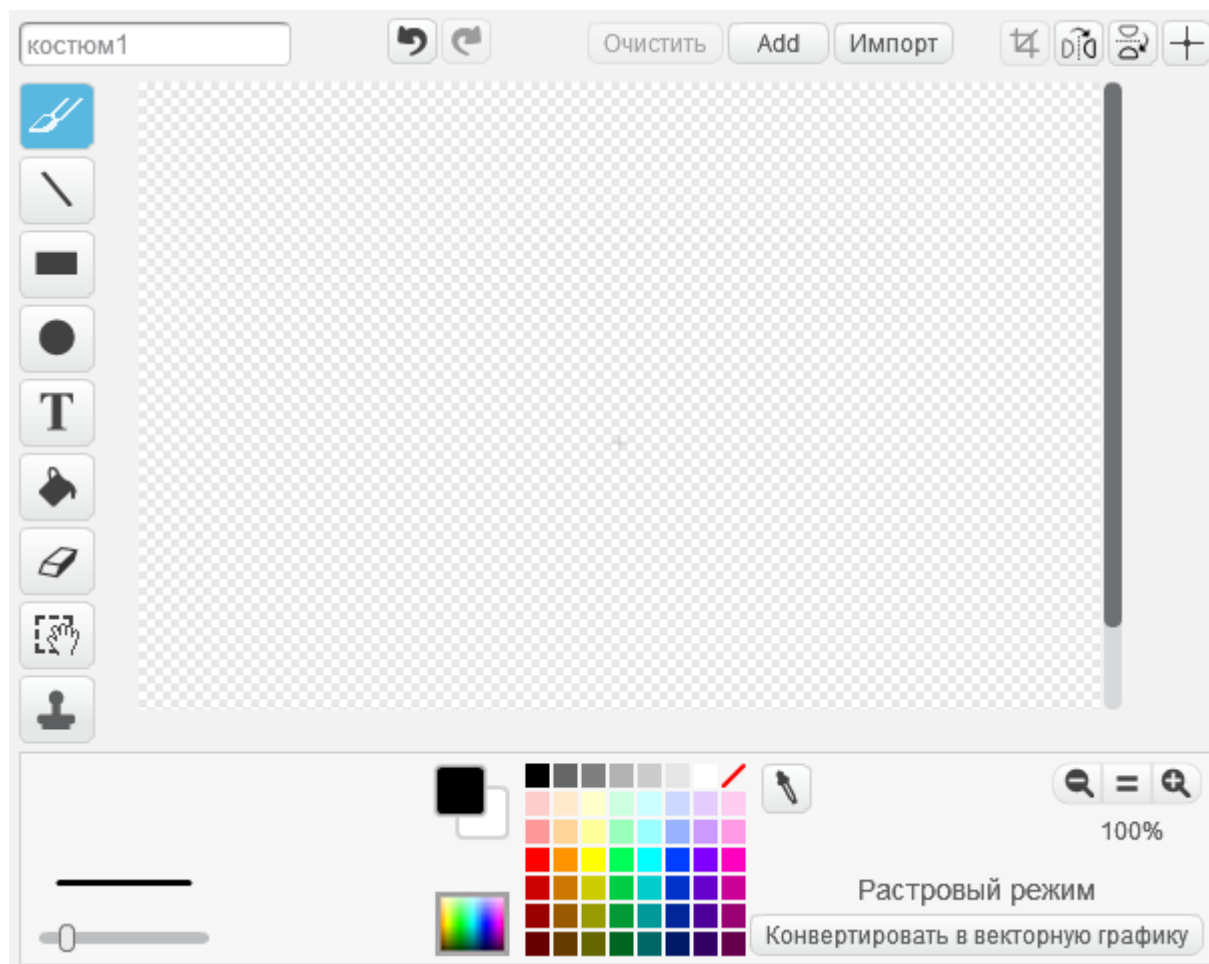 костюм1
Очистить
Add
Импорт
T
100%
Растровый режим
Конвертировать в векторную графику